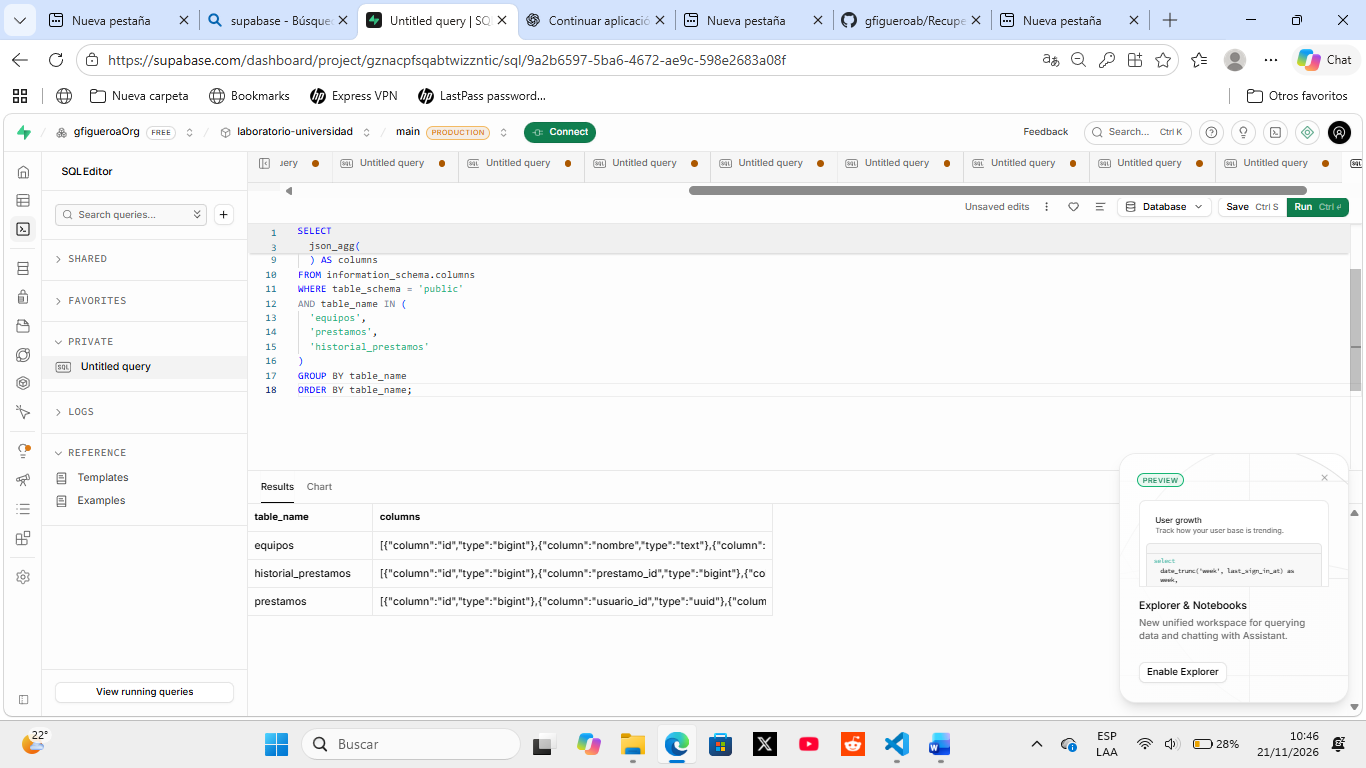 Nueva pestaña
supabase - Búsque
Untitled query | SQ
Continuar aplicació
Nueva pestaña
gfigueroad/Recupe
Nueva pestaña
https://supabase.com/dashboard/project/gznacpfsqabtwizzntic/sql/9a2b6597-5ba6-4672-ae9c-598e2683a08f
Chat
Nueva carpeta
Bookmarks
Express VPN
LastPass password...
Otros favoritos
gfigueroaOrg FREE
laboratorio-universidad
main PRODUCTION
Connect
Feedback
Search... Ctrl K
SQL Editor
uery
Untitled query
Untitled query
Untitled query
Untitled query
Untitled query
Untitled query
Untitled query
Untitled query
Search queries...
Unsaved edits
Database
Save Ctrl S
Run Ctrl ↵
SHARED
FAVORITES
PRIVATE
Untitled query
LOGS
REFERENCE
Templates
Examples
View running queries
1 SELECT
3 json_agg(
9 ) AS columns
10 FROM information_schema.columns
11 WHERE table_schema = 'public'
12 AND table_name IN (
13 'equipos',
14 'prestamos',
15 'historial_prestamos'
16 )
17 GROUP BY table_name
18 ORDER BY table_name;
Results Chart
table_name columns
equipos [{"column":"id","type":"bigint"},{"column":"nombre","type":"text"},{"column":
historial_prestamos [{"column":"id","type":"bigint"},{"column":"prestamo_id","type":"bigint"},{"co
prestamos [{"column":"id","type":"bigint"},{"column":"usuario_id","type":"uuid"},{"colum
PREVIEW
User growth
Track how your user base is trending.
select
date_trunc('week', last_sign_in_at) as
week,
Explorer & Notebooks
New unified workspace for querying
data and chatting with Assistant.
Enable Explorer
22°
Buscar
ESP
LAA
28%
10:46
21/11/2026